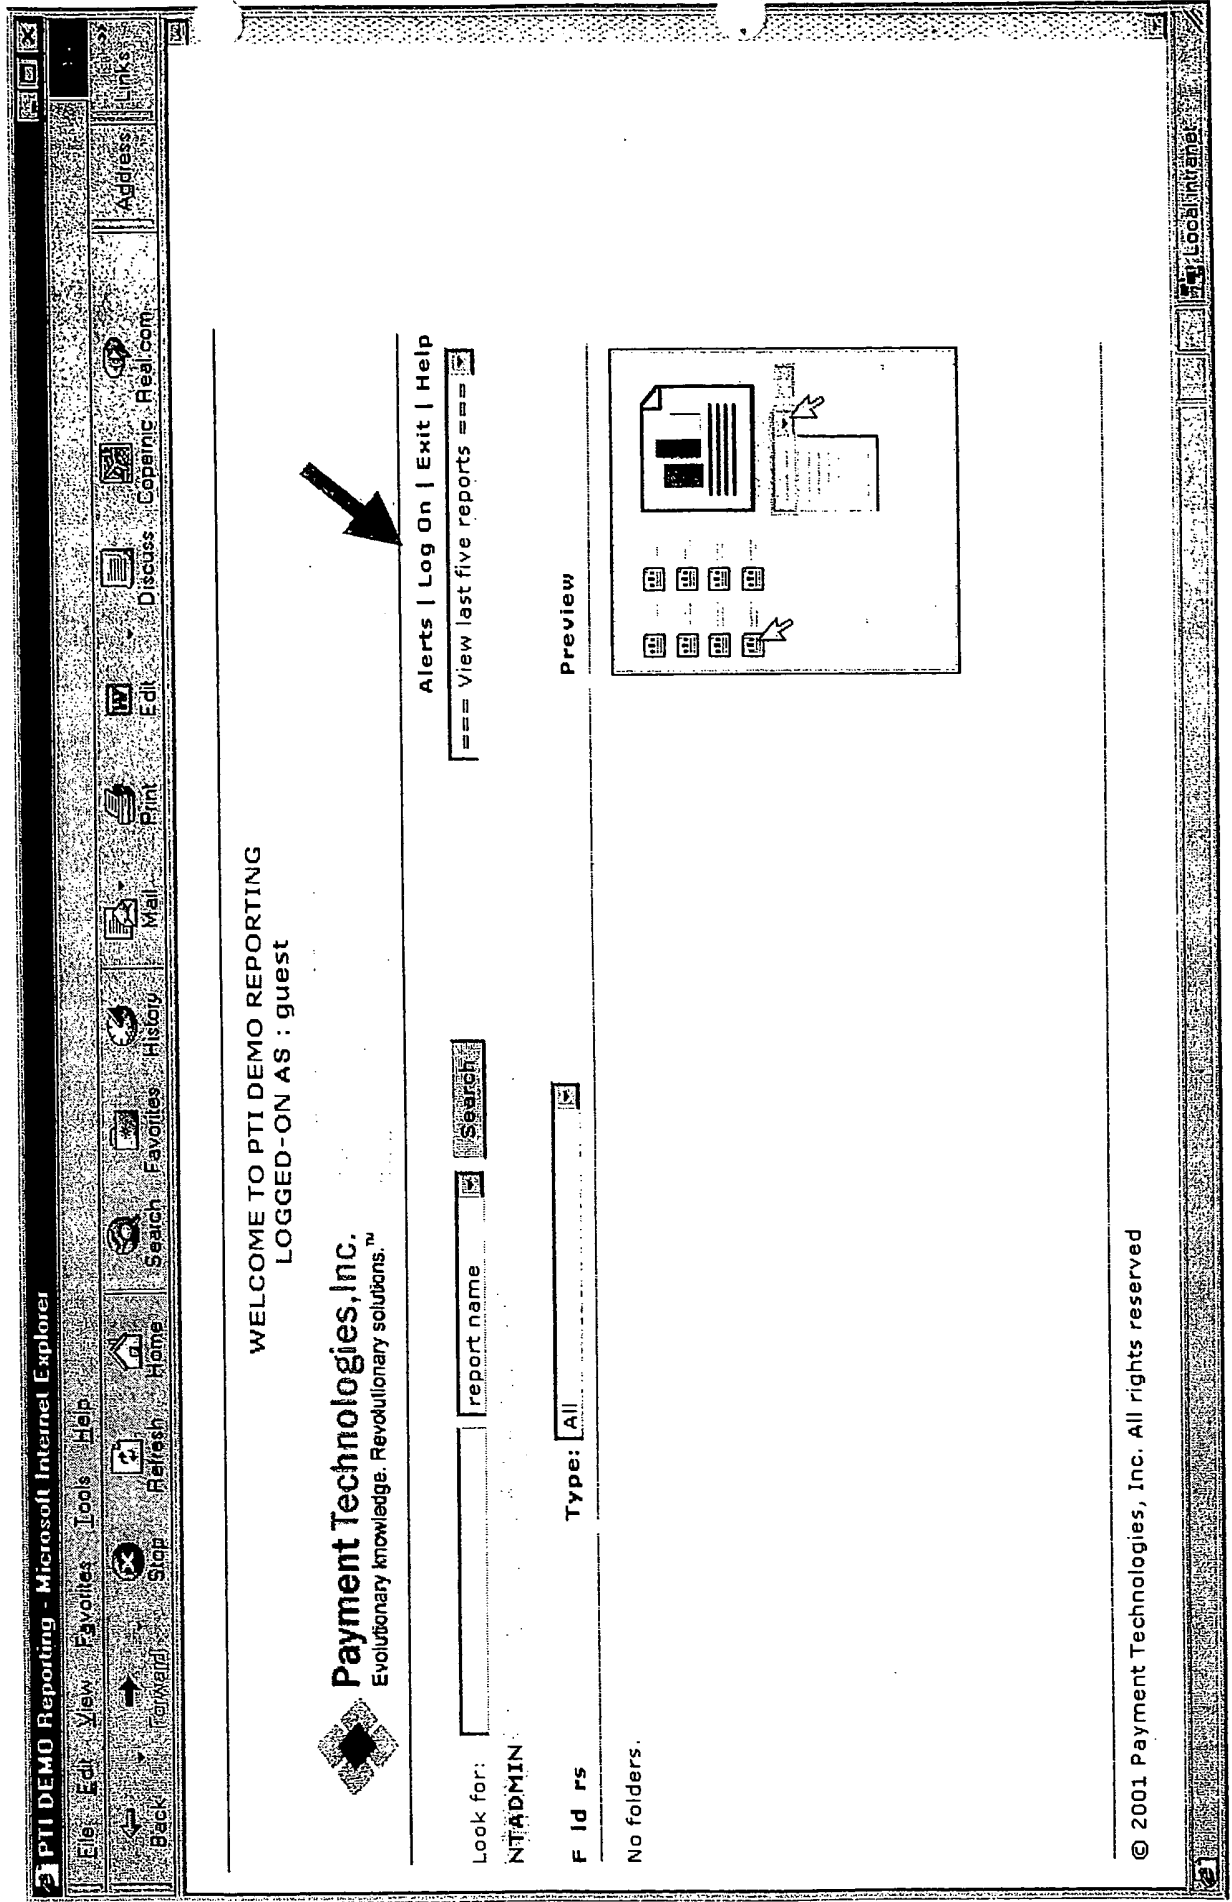 PTI DEMO Reporting - Microsoft Internet Explorer
File Edit View Favorites Tools Help
Back Forward Stop Refresh Home Search Favorites History Mail Print Edit Discuss Copernic Real.com Address Links >>
WELCOME TO PTI DEMO REPORTING
LOGGED-ON AS : guest
Payment Technologies,Inc.
Evolutionary knowledge. Revolutionary solutions.™
Alerts | Log On | Exit | Help
Look for: report name Search === View last five reports ===
NTADMIN
F ld rs Type: All Preview
No folders.
© 2001 Payment Technologies, Inc. All rights reserved
Local intranet